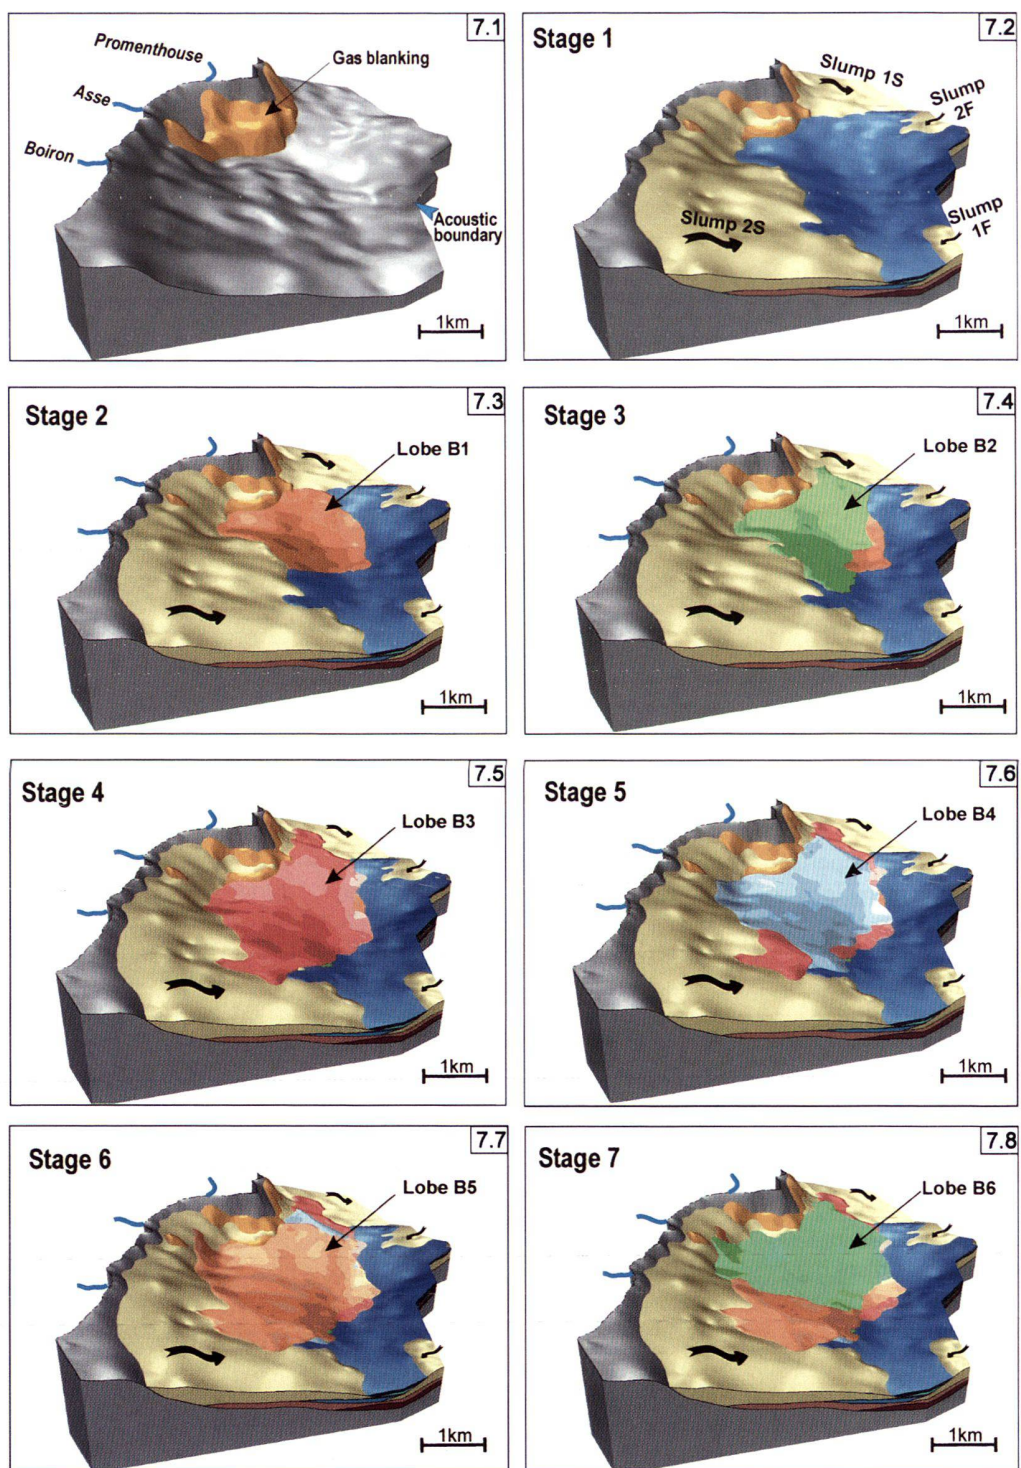 7.1
Promenthouse
Gas blanking
Asse
Boiron
Acoustic
boundary
1km
7.2
Stage 1
Slump 1S
Slump
2F
Slump 2S
Slump
1F
1km
7.3
Stage 2
Lobe B1
1km
7.4
Stage 3
Lobe B2
1km
7.5
Stage 4
Lobe B3
1km
7.6
Stage 5
Lobe B4
1km
7.7
Stage 6
Lobe B5
1km
7.8
Stage 7
Lobe B6
1km